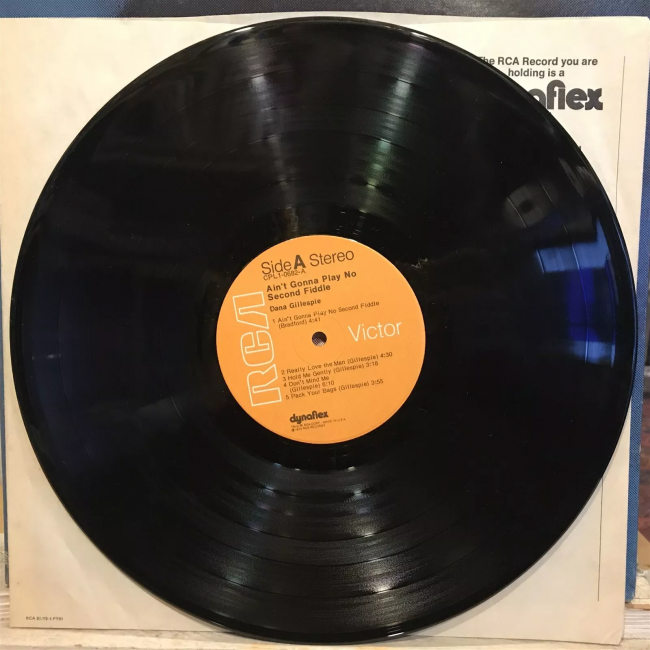 The RCA Record you are
holding is a
naflex
Side A Stereo
CPL1-0682-A
Ain't Gonna Play No
Second Fiddle
Dana Gillespie
1 Ain't Gonna Play No Second Fiddle
(Bradford) 4:41
RCA Victor
2 Really Love the Man (Gillespie) 4:30
3 Hold Me Gently (Gillespie) 3:16
4 Don't Mind Me
(Gillespie) 6:10
5 Pack Your Bags (Gillespie) 3:55
dynaflex